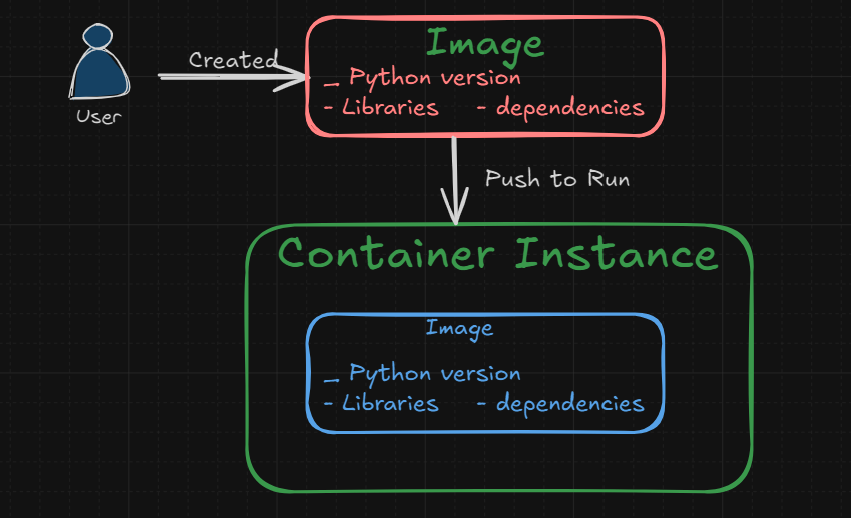 Created
User
Image
_ Python version
- Libraries - dependencies
Push to Run
Container Instance
Image
_ Python version
- Libraries - dependencies